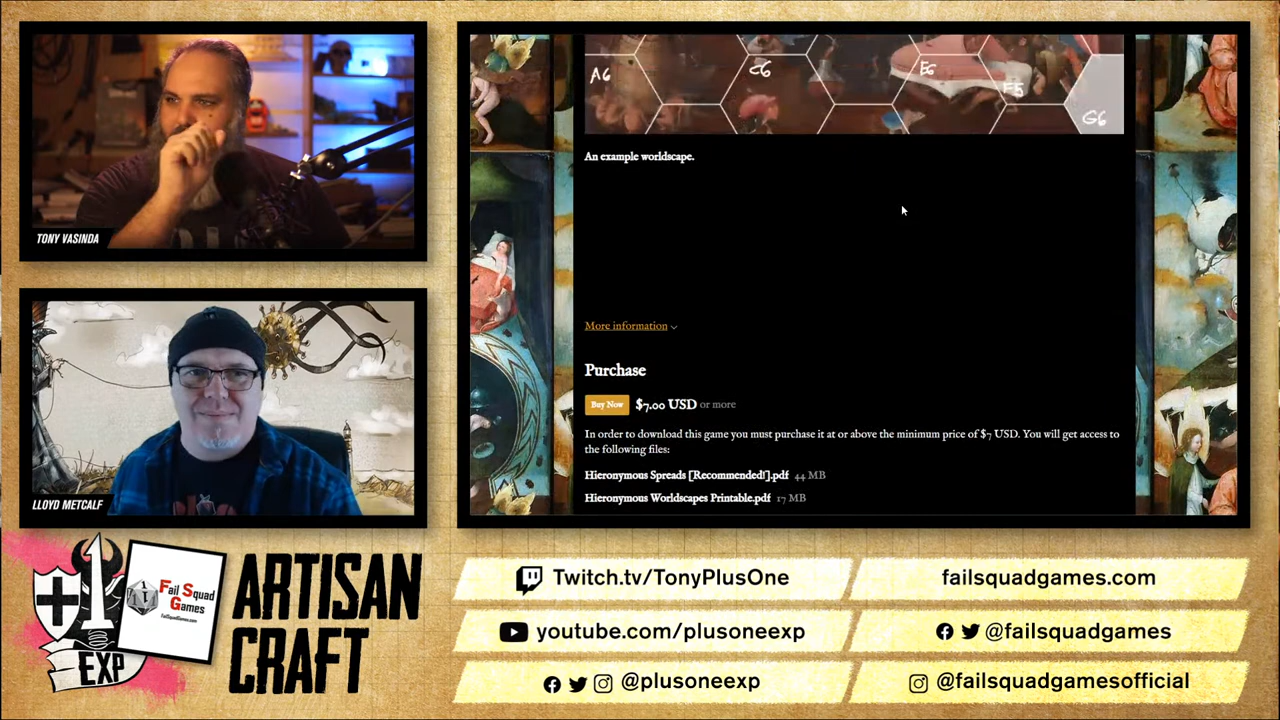 TONY VASINDA
LLOYD METCALF
A6
C6
E6
F5
G6
An example worldscape.
More information
Purchase
Buy Now $7.00 USD or more
In order to download this game you must purchase it at or above the minimum price of $7 USD. You will get access to
the following files:
Hieronymous Spreads [Recommended!].pdf 44 MB
Hieronymous Worldscapes Printable.pdf 17 MB
1
EXP
Fail Squad
Games
FailSquadGames.com
ARTISAN
CRAFT
Twitch.tv/TonyPlusOne
youtube.com/plusoneexp
@plusoneexp
failsquadgames.com
@failsquadgames
@failsquadgamesofficial